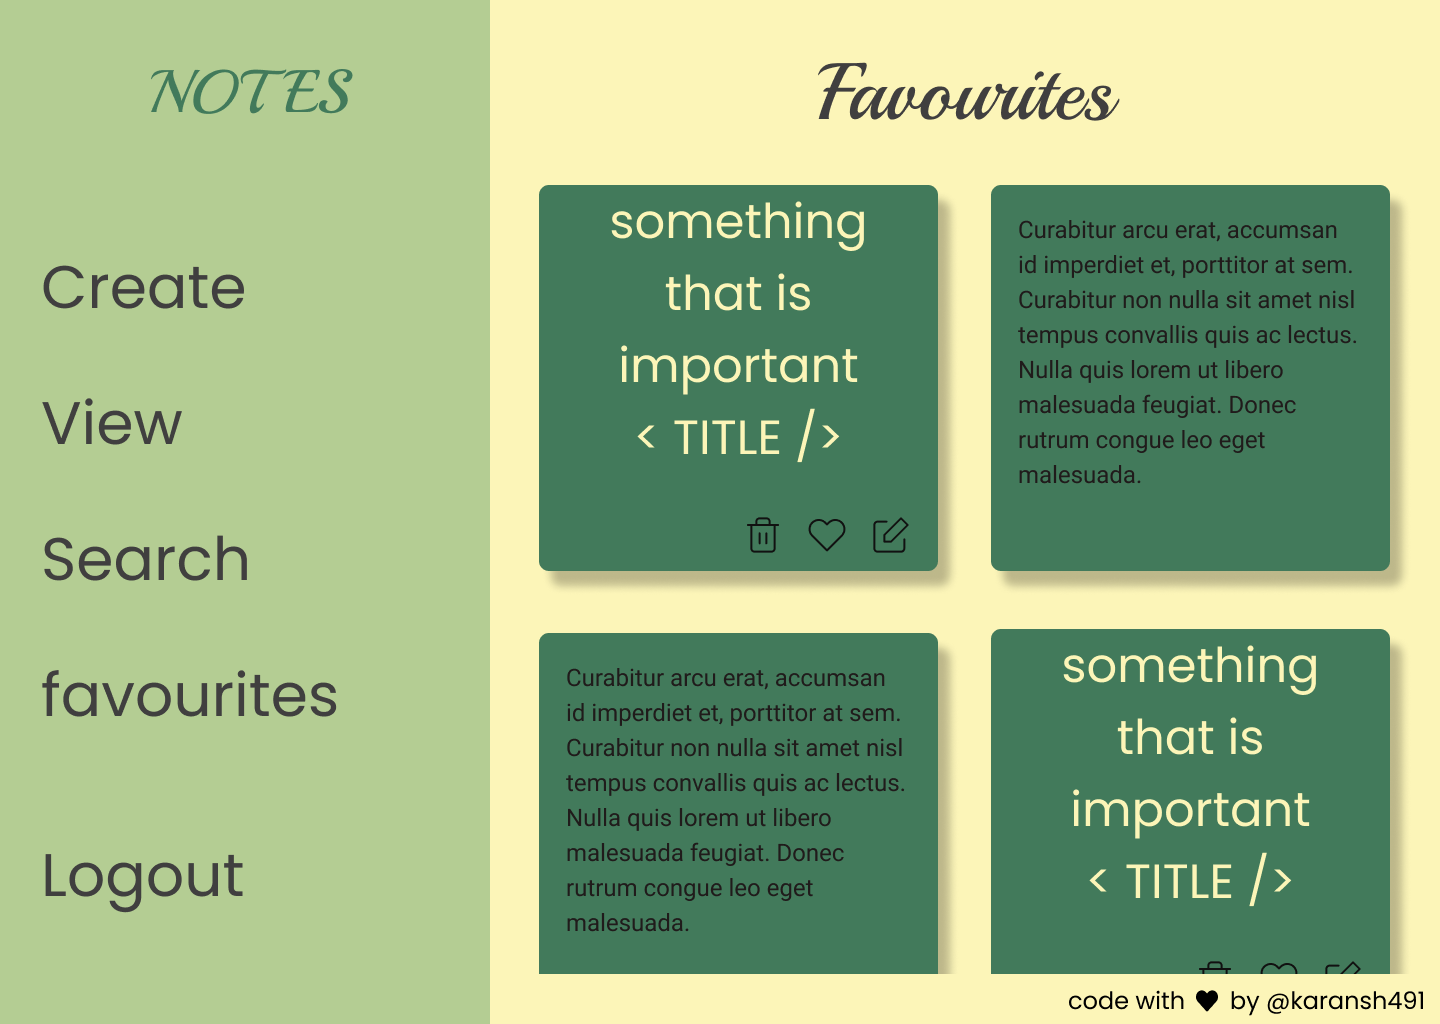 NOTES
Create
View
Search
favourites
Logout
Favourites
something
that is
important
< TITLE />
Curabitur arcu erat, accumsan
id imperdiet et, porttitor at sem.
Curabitur non nulla sit amet nisl
tempus convallis quis ac lectus.
Nulla quis lorem ut libero
malesuada feugiat. Donec
rutrum congue leo eget
malesuada.
Curabitur arcu erat, accumsan
id imperdiet et, porttitor at sem.
Curabitur non nulla sit amet nisl
tempus convallis quis ac lectus.
Nulla quis lorem ut libero
malesuada feugiat. Donec
rutrum congue leo eget
malesuada.
something
that is
important
< TITLE />
code with ♥ by @karansh491